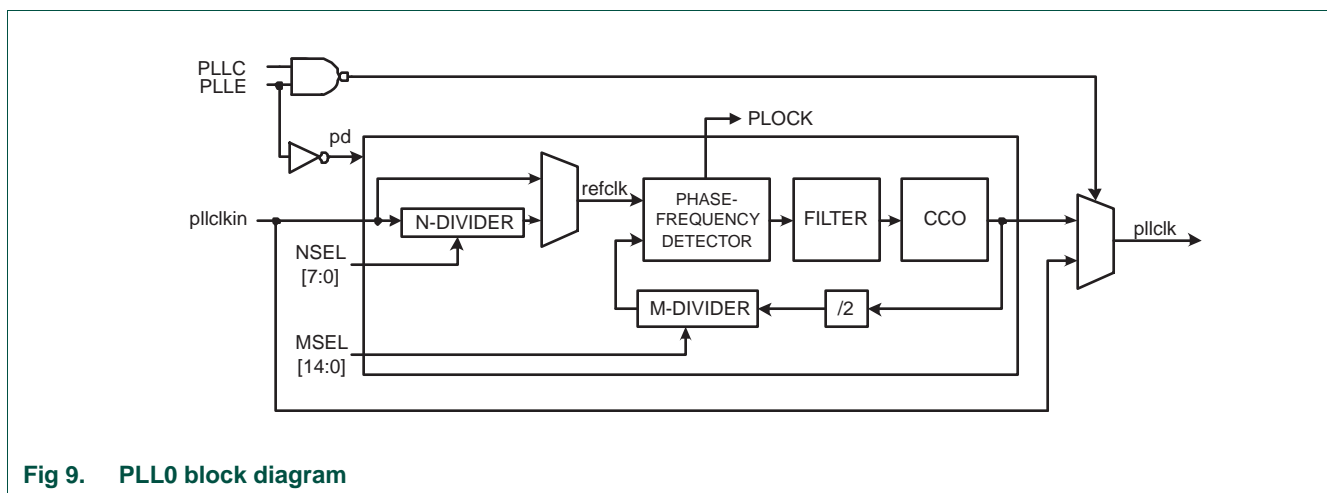 PLLC
PLLE
pd
PLOCK
refclk
PHASE-
FREQUENCY
DETECTOR
FILTER
CCO
pllclkin
N-DIVIDER
pllclk
NSEL
[7:0]
M-DIVIDER
/2
MSEL
[14:0]
Fig 9. PLL0 block diagram